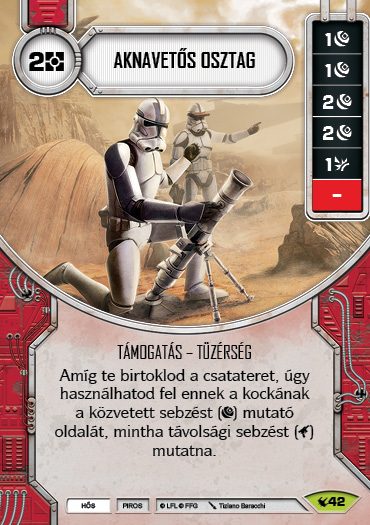 2
AKNAVETŐS OSZTAG
1
1
2
2
1
–
TÁMOGATÁS – TÜZÉRSÉG
Amíg te birtoklod a csatateret, úgy
használhatod fel ennek a kockának
a közvetett sebzést () mutató
oldalát, mintha távolsági sebzést ()
mutatna.
HŐS
PIROS
© LFL © FFG
Tiziano Baracchi
42